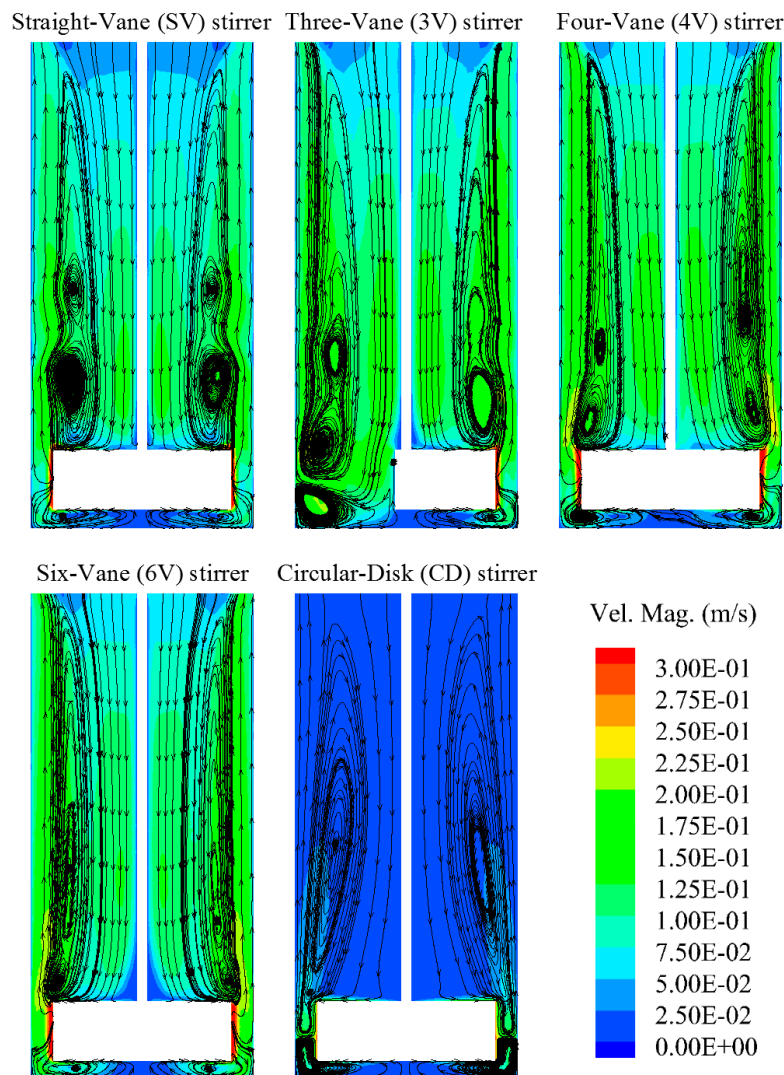 Straight-Vane (SV) stirrer
Three-Vane (3V) stirrer
Four-Vane (4V) stirrer
Six-Vane (6V) stirrer
Circular-Disk (CD) stirrer
Vel. Mag. (m/s)
3.00E-01
2.75E-01
2.50E-01
2.25E-01
2.00E-01
1.75E-01
1.50E-01
1.25E-01
1.00E-01
7.50E-02
5.00E-02
2.50E-02
0.00E+00